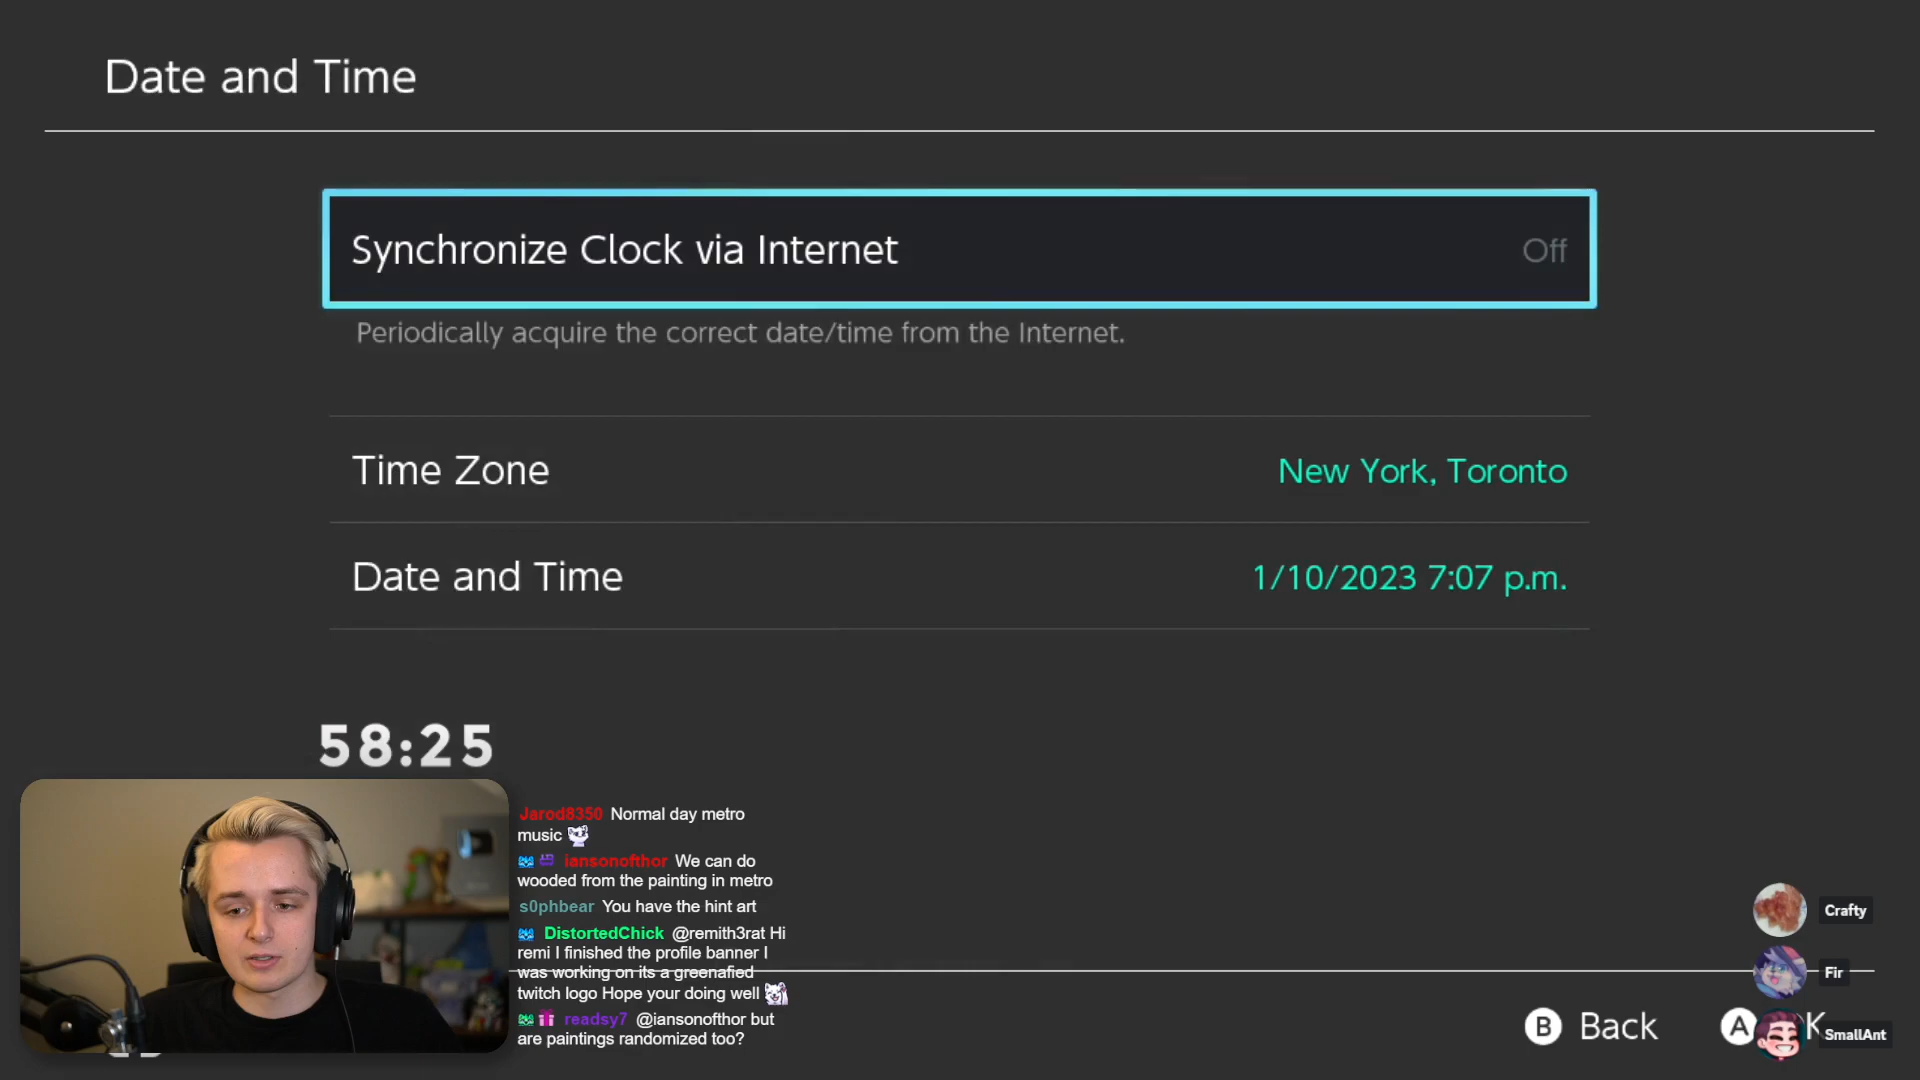 Date and Time
Synchronize Clock via Internet Off
Periodically acquire the correct date/time from the Internet.
Time Zone New York, Toronto
Date and Time 1/10/2023 7:07 p.m.
58:25
Jarod8350 Normal day metro
music
iansonofthor We can do
wooded from the painting in metro
s0phbear You have the hint art
DistortedChick @remith3rat Hi
remi I finished the profile banner I
was working on its a greenafied
twitch logo Hope your doing well
readsy7 @iansonofthor but
are paintings randomized too?
Crafty
Fir
SmallAnt
B Back A K